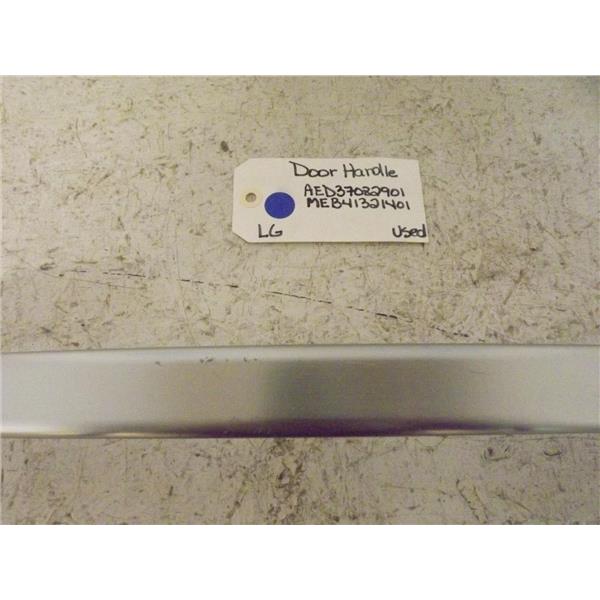 Door Handle
AED37082901
MEB41321401
LG
Used